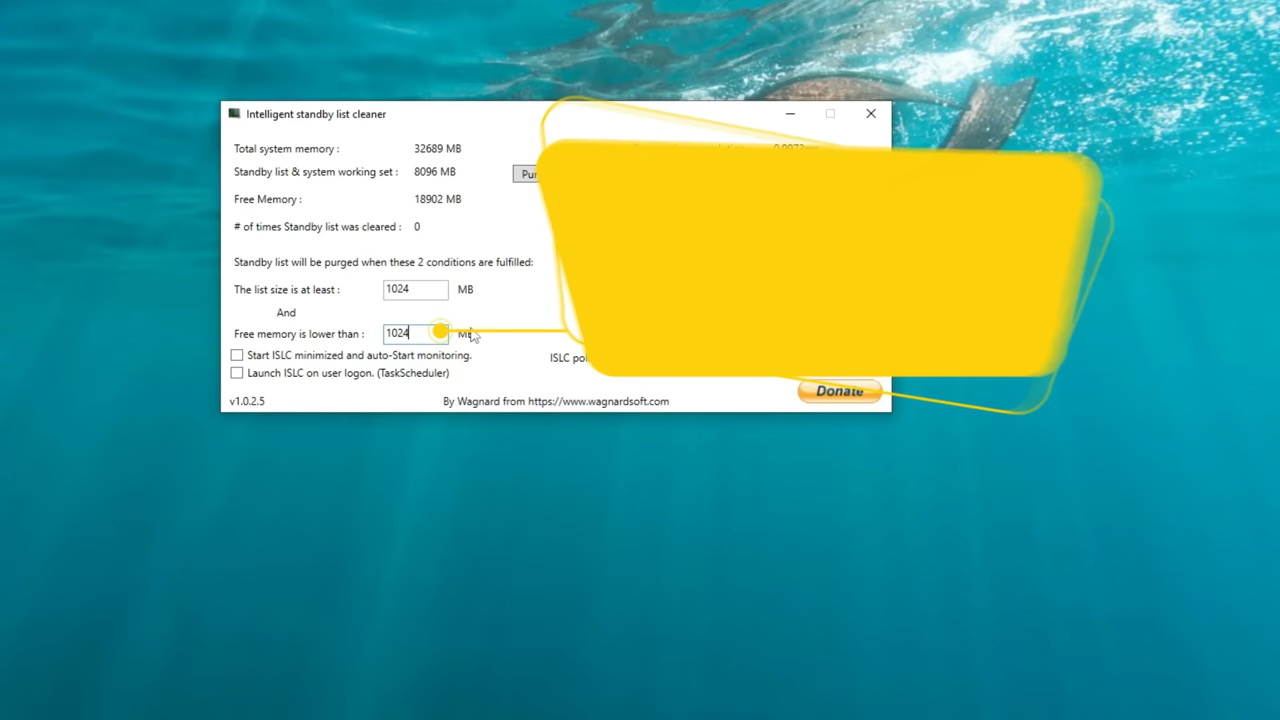 Intelligent standby list cleaner
Total system memory : 32689 MB
Standby list & system working set : 8096 MB
Free Memory : 18902 MB
# of times Standby list was cleared : 0
Standby list will be purged when these 2 conditions are fulfilled:
The list size is at least : 1024 MB
And
Free memory is lower than : 1024 MB
Start ISLC minimized and auto-Start monitoring.
ISLC
Launch ISLC on user logon. (TaskScheduler)
Donate
v1.0.2.5
By Wagnard from https://www.wagnardsoft.com